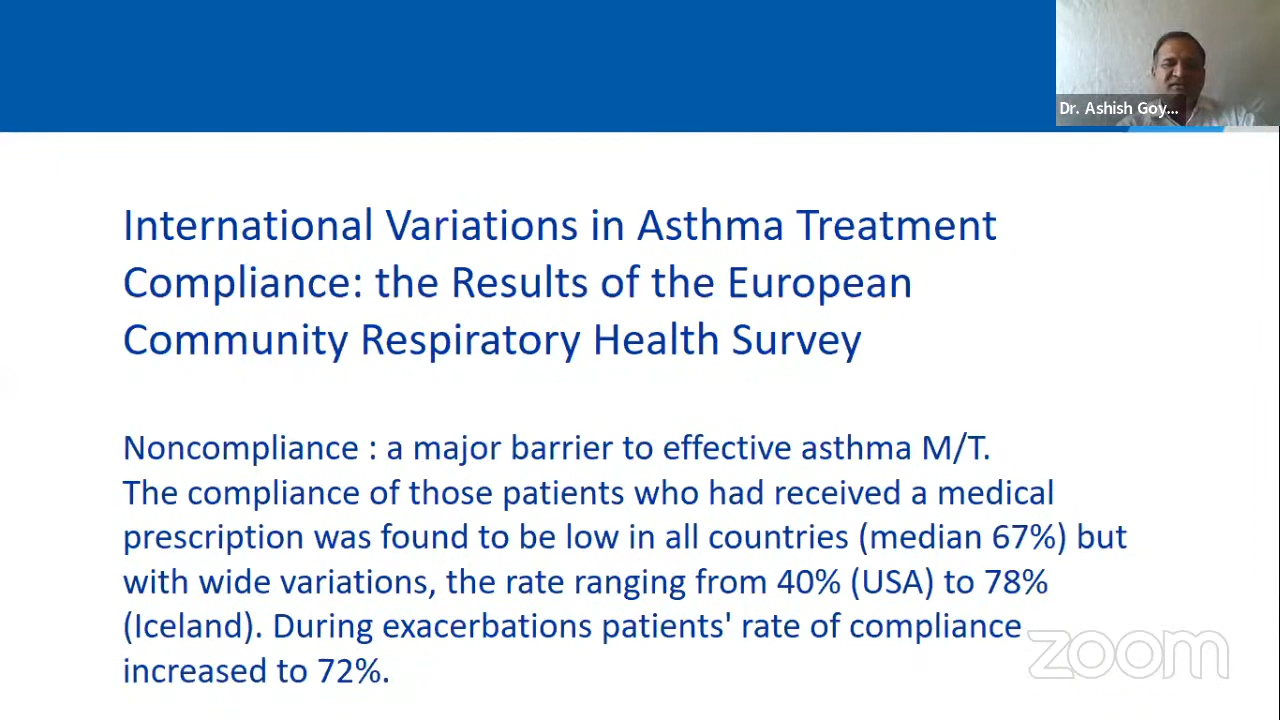 Dr. Ashish Goy...
International Variations in Asthma Treatment
Compliance: the Results of the European
Community Respiratory Health Survey
Noncompliance : a major barrier to effective asthma M/T.
The compliance of those patients who had received a medical
prescription was found to be low in all countries (median 67%) but
with wide variations, the rate ranging from 40% (USA) to 78%
(Iceland). During exacerbations patients' rate of compliance
increased to 72%.
zoom